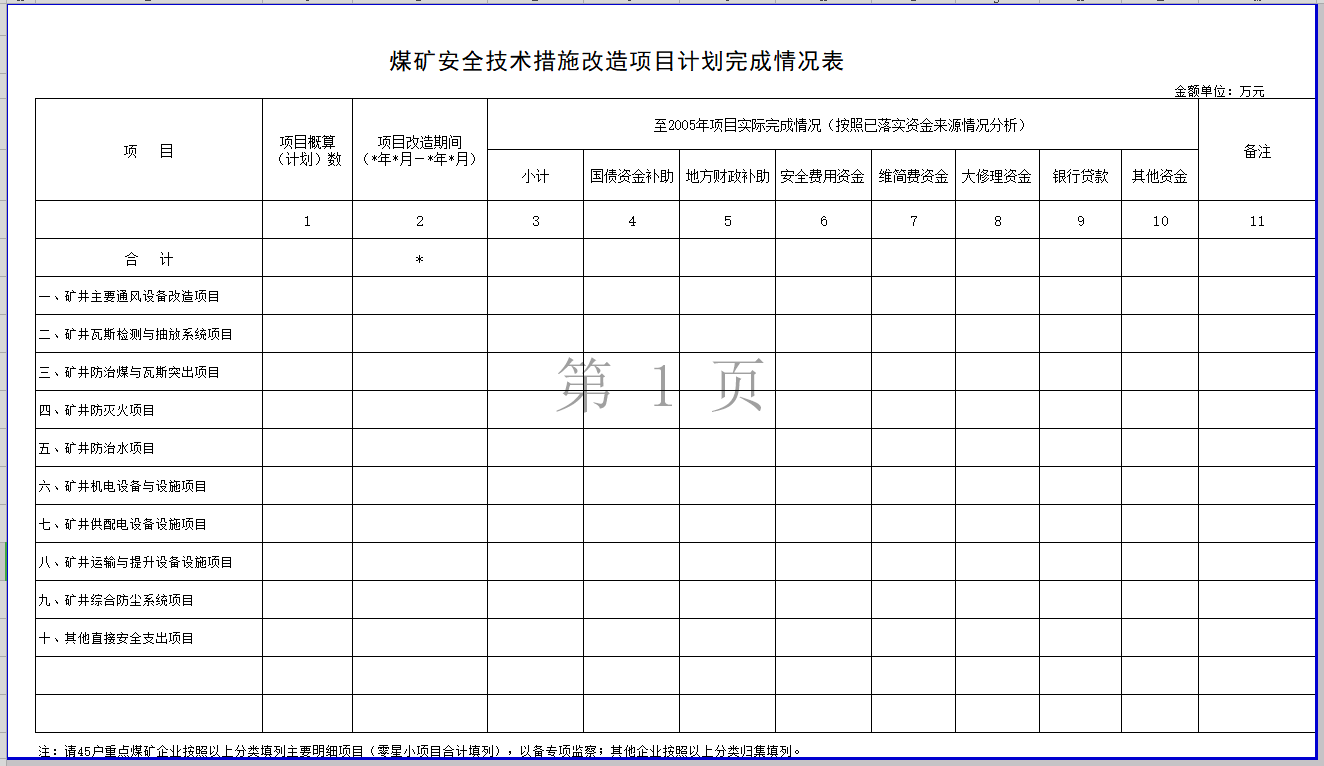 煤矿安全技术措施改造项目计划完成情况表
金额单位：万元
项 目
项目概算
（计划）数
项目改造期间
（*年*月－*年*月）
至2005年项目实际完成情况（按照已落实资金来源情况分析）
备注
小计 国债资金补助 地方财政补助 安全费用资金 维简费资金 大修理资金 银行贷款 其他资金
1 2 3 4 5 6 7 8 9 10 11
合 计 *
一、矿井主要通风设备改造项目
二、矿井瓦斯检测与抽放系统项目
三、矿井防治煤与瓦斯突出项目
四、矿井防灭火项目
五、矿井防治水项目
六、矿井机电设备与设施项目
七、矿井供配电设备设施项目
八、矿井运输与提升设备设施项目
九、矿井综合防尘系统项目
十、其他直接安全支出项目
第 1 页
注：请45户重点煤矿企业按照以上分类填列主要明细项目（零星小项目合计填列），以备专项监察；其他企业按照以上分类归集填列。